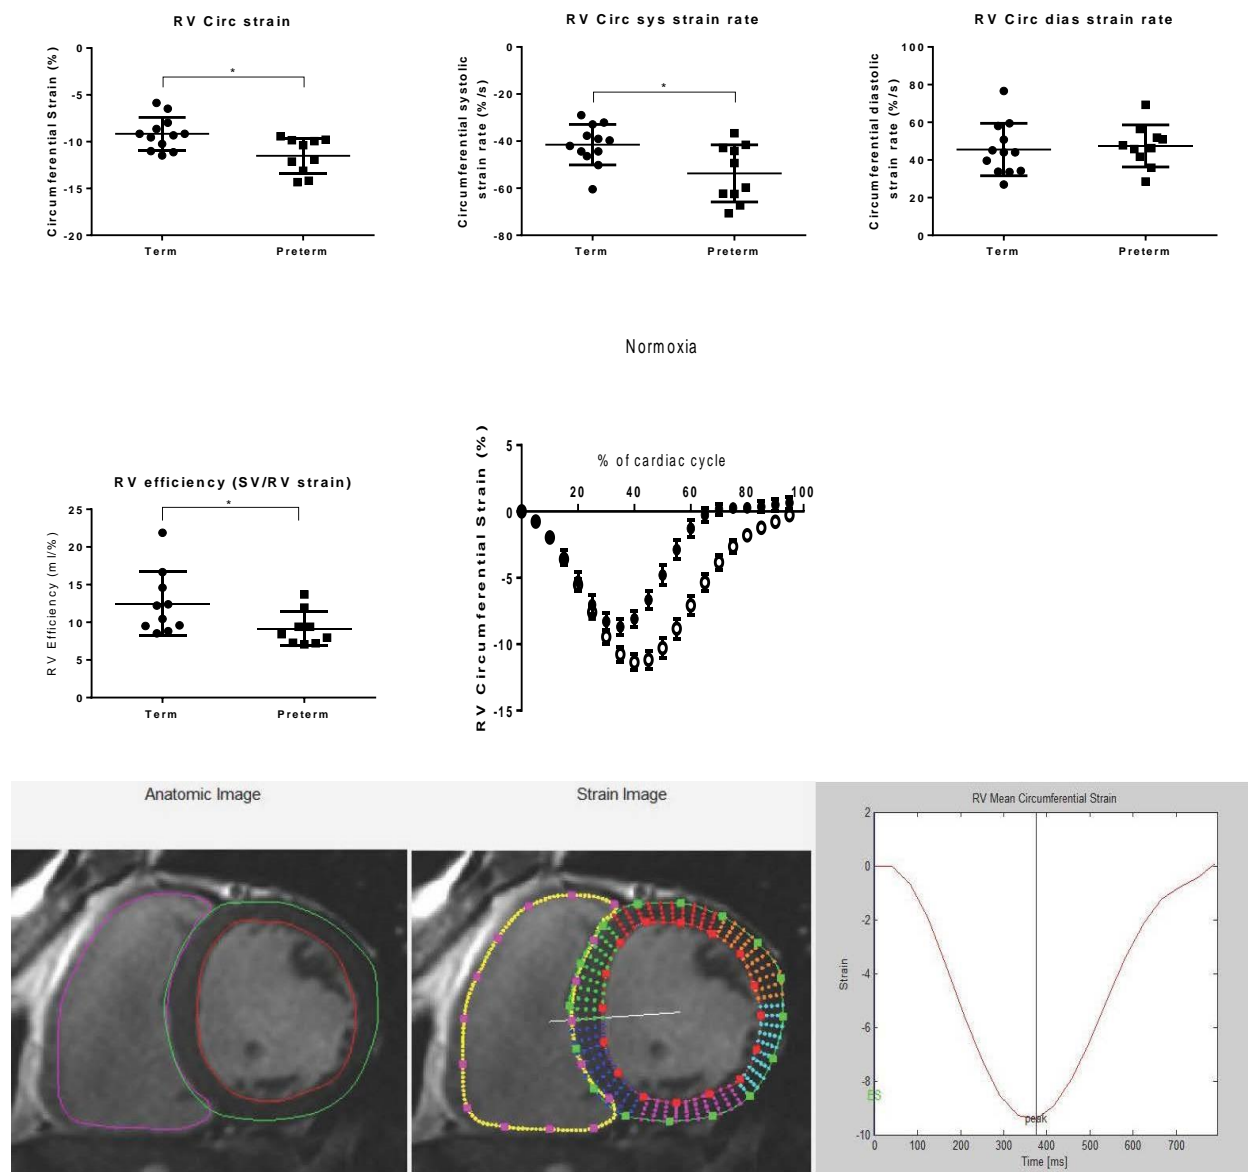 RV Circ strain
Circumferential Strain (%)
0
-5
-10
-15
-20
*
Term
Preterm
RV Circ sys strain rate
Circumferential systolic
strain rate (%/s)
0
-20
-40
-60
-80
*
Term
Preterm
RV Circ dias strain rate
Circumferential diastolic
strain rate (%/s)
100
80
60
40
20
0
Term
Preterm
Normoxia
RV efficiency (SV/RV strain)
RV Efficiency (ml/%)
25
20
15
10
5
0
*
Term
Preterm
RV Circumferential Strain (%)
5
0
-5
-10
-15
% of cardiac cycle
20 40 60 80 100
Anatomic Image
Strain Image
RV Mean Circumferential Strain
Strain
2
0
-2
-4
-6
-8
-10
ES
peak
0 100 200 300 400 500 600 700
Time [ms]